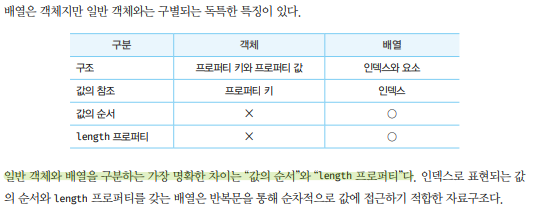 배열은 객체지만 일반 객체와는 구별되는 독특한 특징이 있다.
구분 객체 배열
구조 프로퍼티 키와 프로퍼티 값 인덱스와 요소
값의 참조 프로퍼티 키 인덱스
값의 순서 × ○
length 프로퍼티 × ○
일반 객체와 배열을 구분하는 가장 명확한 차이는 “값의 순서”와 “length 프로퍼티”다. 인덱스로 표현되는 값
의 순서와 length 프로퍼티를 갖는 배열은 반복문을 통해 순차적으로 값에 접근하기 적합한 자료구조다.